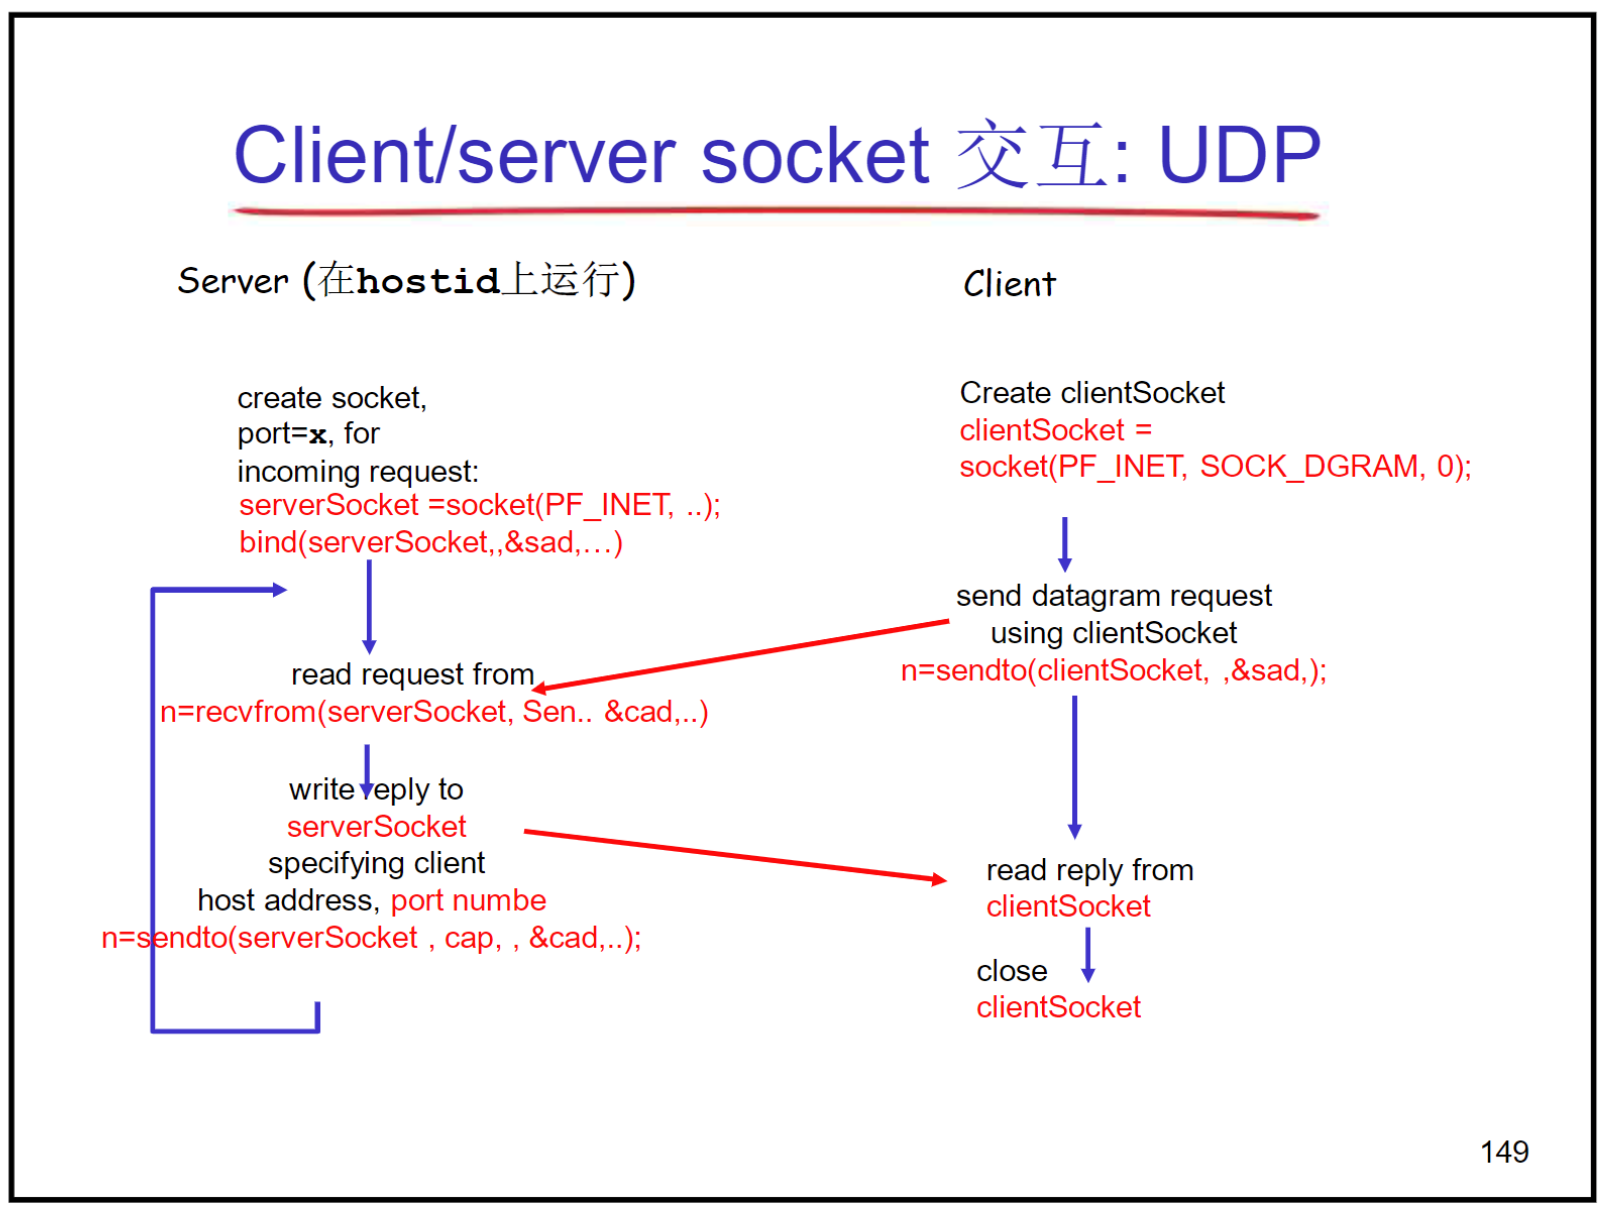 Client/server socket 交互: UDP
Server (在hostid上运行)
create socket,
port=x, for
incoming request:
serverSocket =socket(PF_INET, ..);
bind(serverSocket,,&sad,...)
read request from
n=recvfrom(serverSocket, Sen.. &cad,..)
write reply to
serverSocket
specifying client
host address, port numbe
n=sendto(serverSocket , cap, , &cad,..);
Client
Create clientSocket
clientSocket =
socket(PF_INET, SOCK_DGRAM, 0);
send datagram request
using clientSocket
n=sendto(clientSocket, ,&sad,);
read reply from
clientSocket
close
clientSocket
149